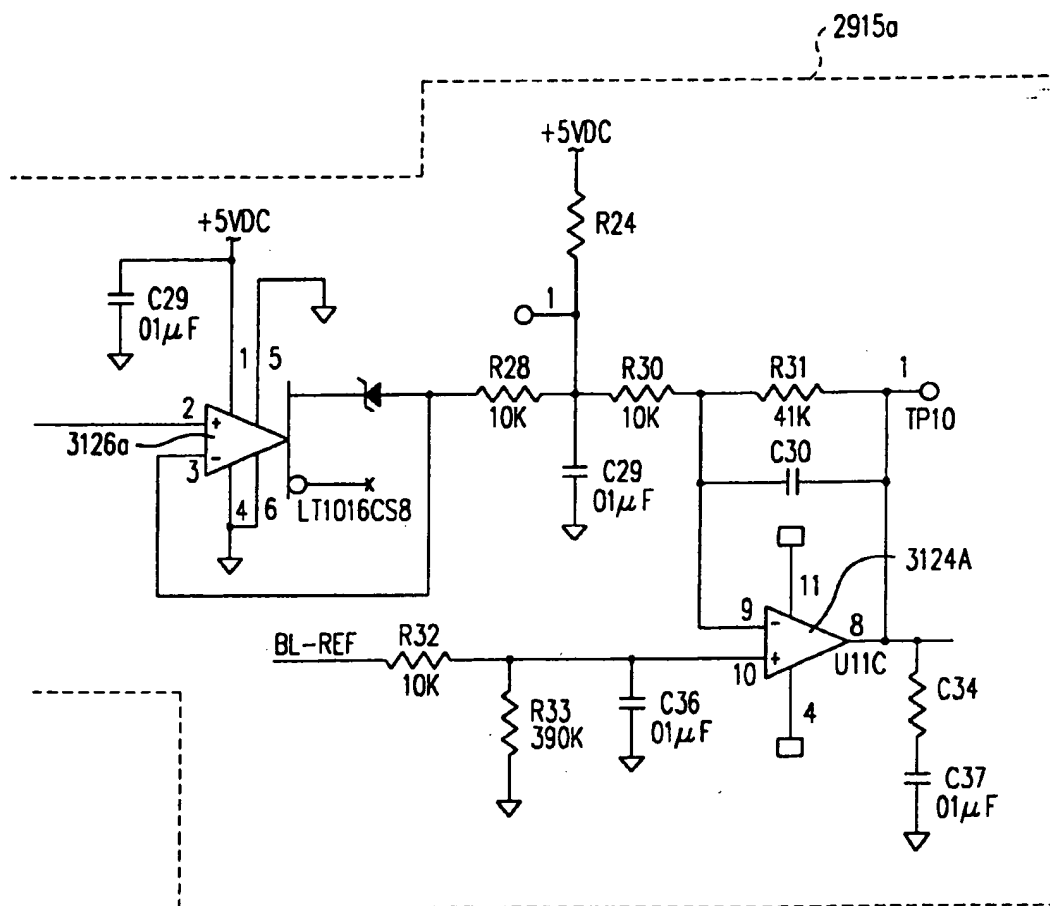 2915a
+5VDC
R24
+5VDC
C29
01μF
1
5
1
2
+
3126a
-
3
4
6
LT1016CS8
R28
10K
R30
10K
R31
41K
1
TP10
C29
01μF
C30
3124A
11
9
-
8
10
+
U11C
4
BL-REF
R32
10K
R33
390K
C36
01μF
C34
C37
01μF